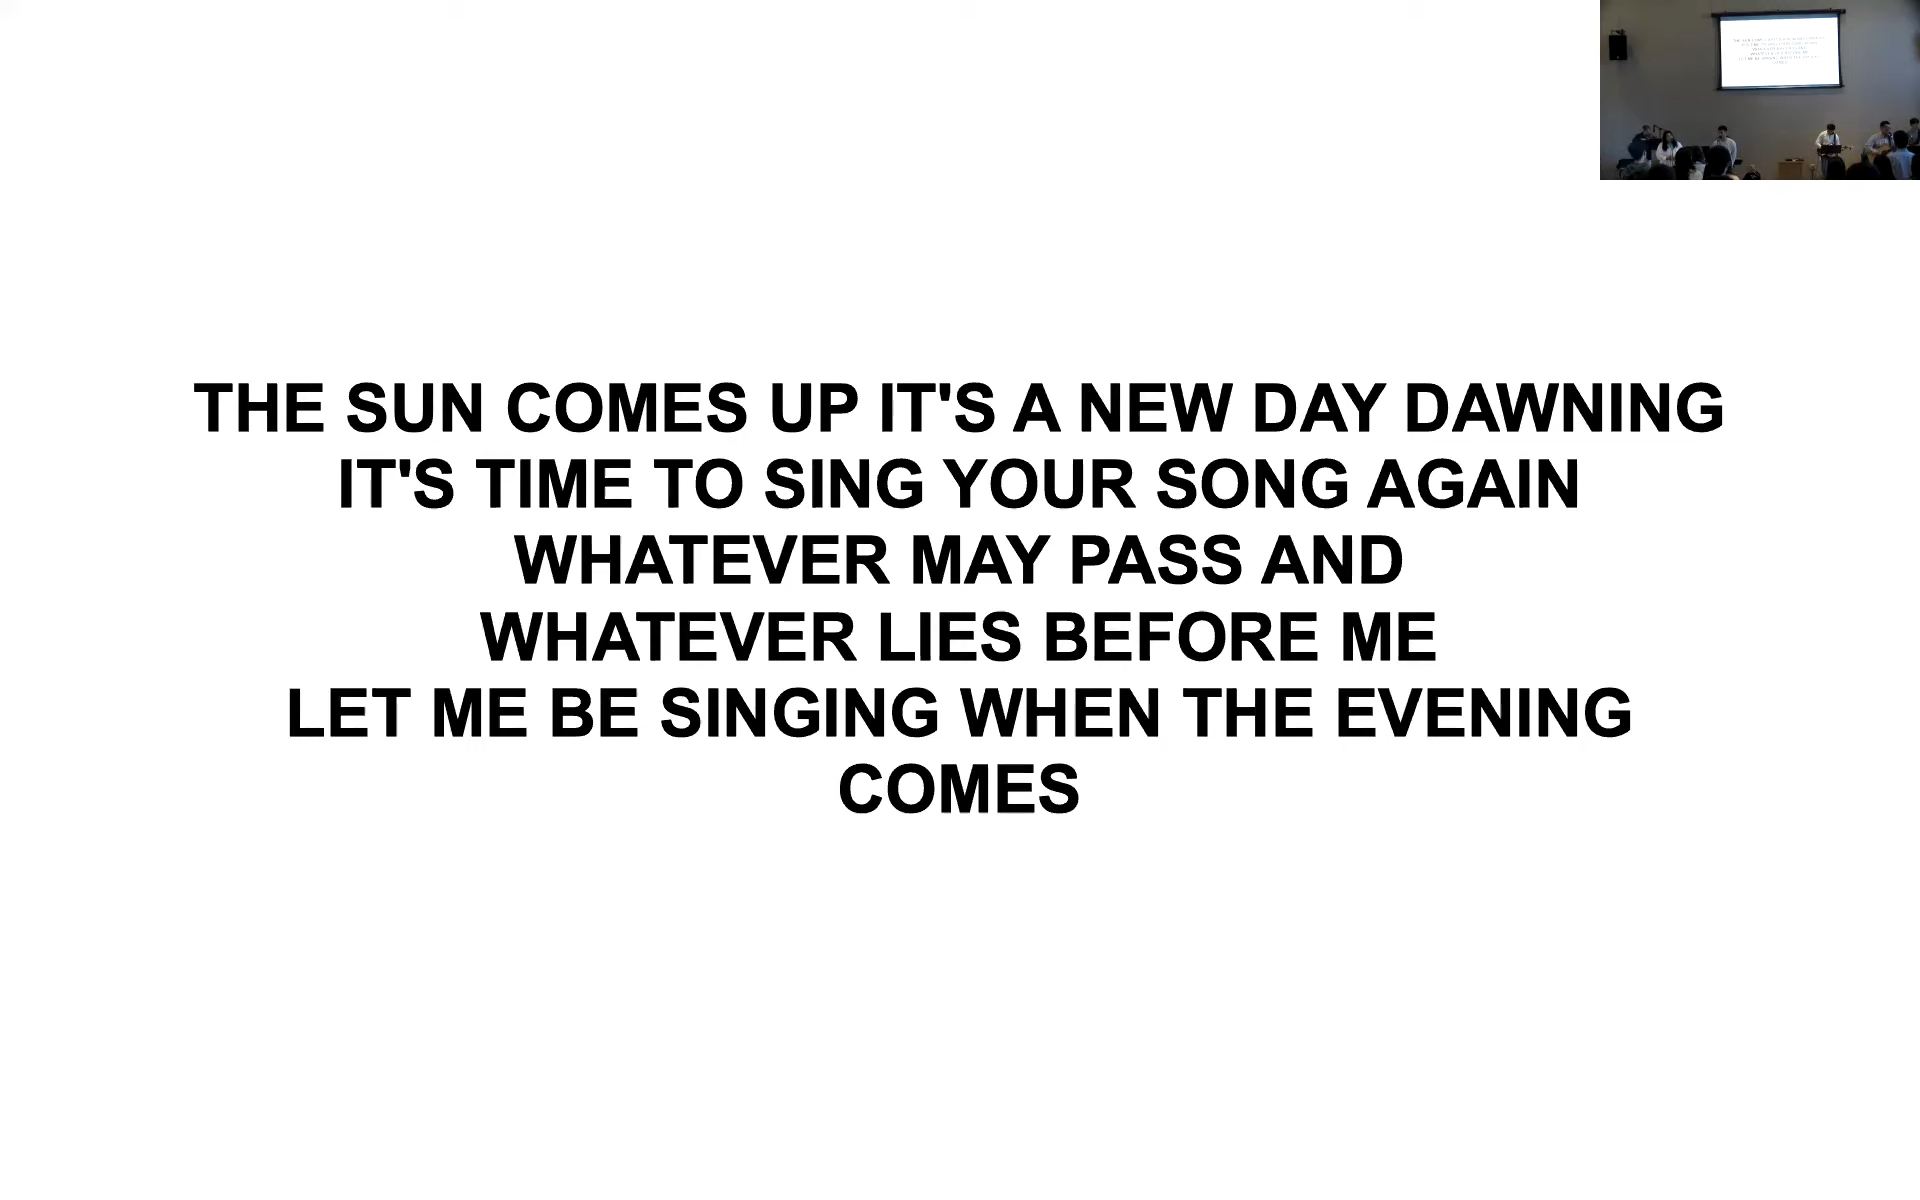 THE SUN COMES UP IT'S A NEW DAY DAWNING
IT'S TIME TO SING YOUR SONG AGAIN
WHATEVER MAY PASS AND
WHATEVER LIES BEFORE ME
LET ME BE SINGING WHEN THE EVENING
COMES